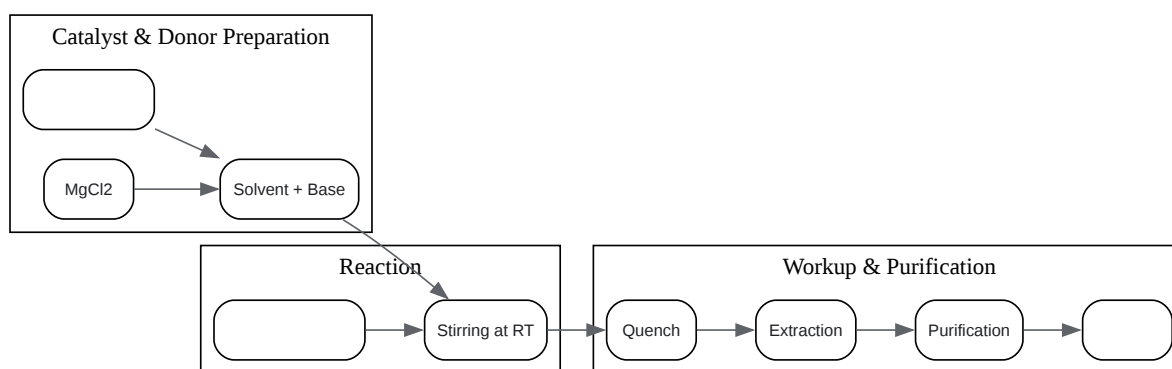 Catalyst & Donor Preparation
MgCl2
Solvent + Base
Reaction
Stirring at RT
Workup & Purification
Quench
Extraction
Purification